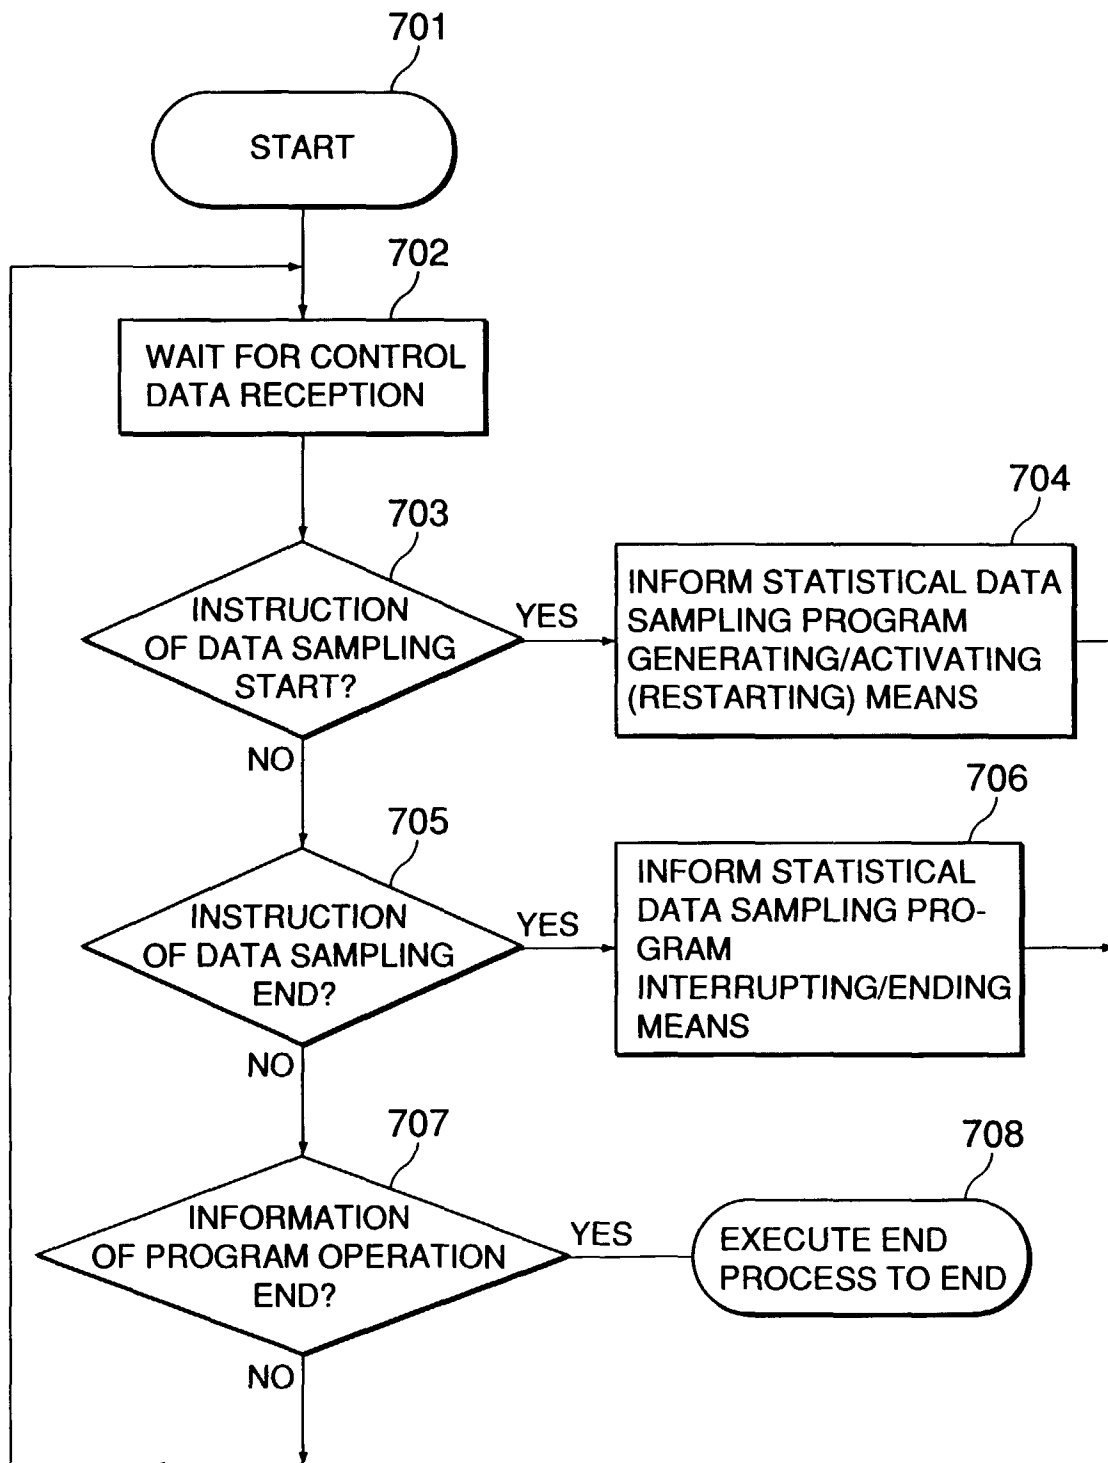 701
START
702
WAIT FOR CONTROL
DATA RECEPTION
703
INSTRUCTION
OF DATA SAMPLING
START?
YES
NO
704
INFORM STATISTICAL DATA
SAMPLING PROGRAM
GENERATING/ACTIVATING
(RESTARTING) MEANS
705
INSTRUCTION
OF DATA SAMPLING
END?
YES
NO
706
INFORM STATISTICAL
DATA SAMPLING PRO-
GRAM
INTERRUPTING/ENDING
MEANS
707
INFORMATION
OF PROGRAM OPERATION
END?
YES
NO
708
EXECUTE END
PROCESS TO END